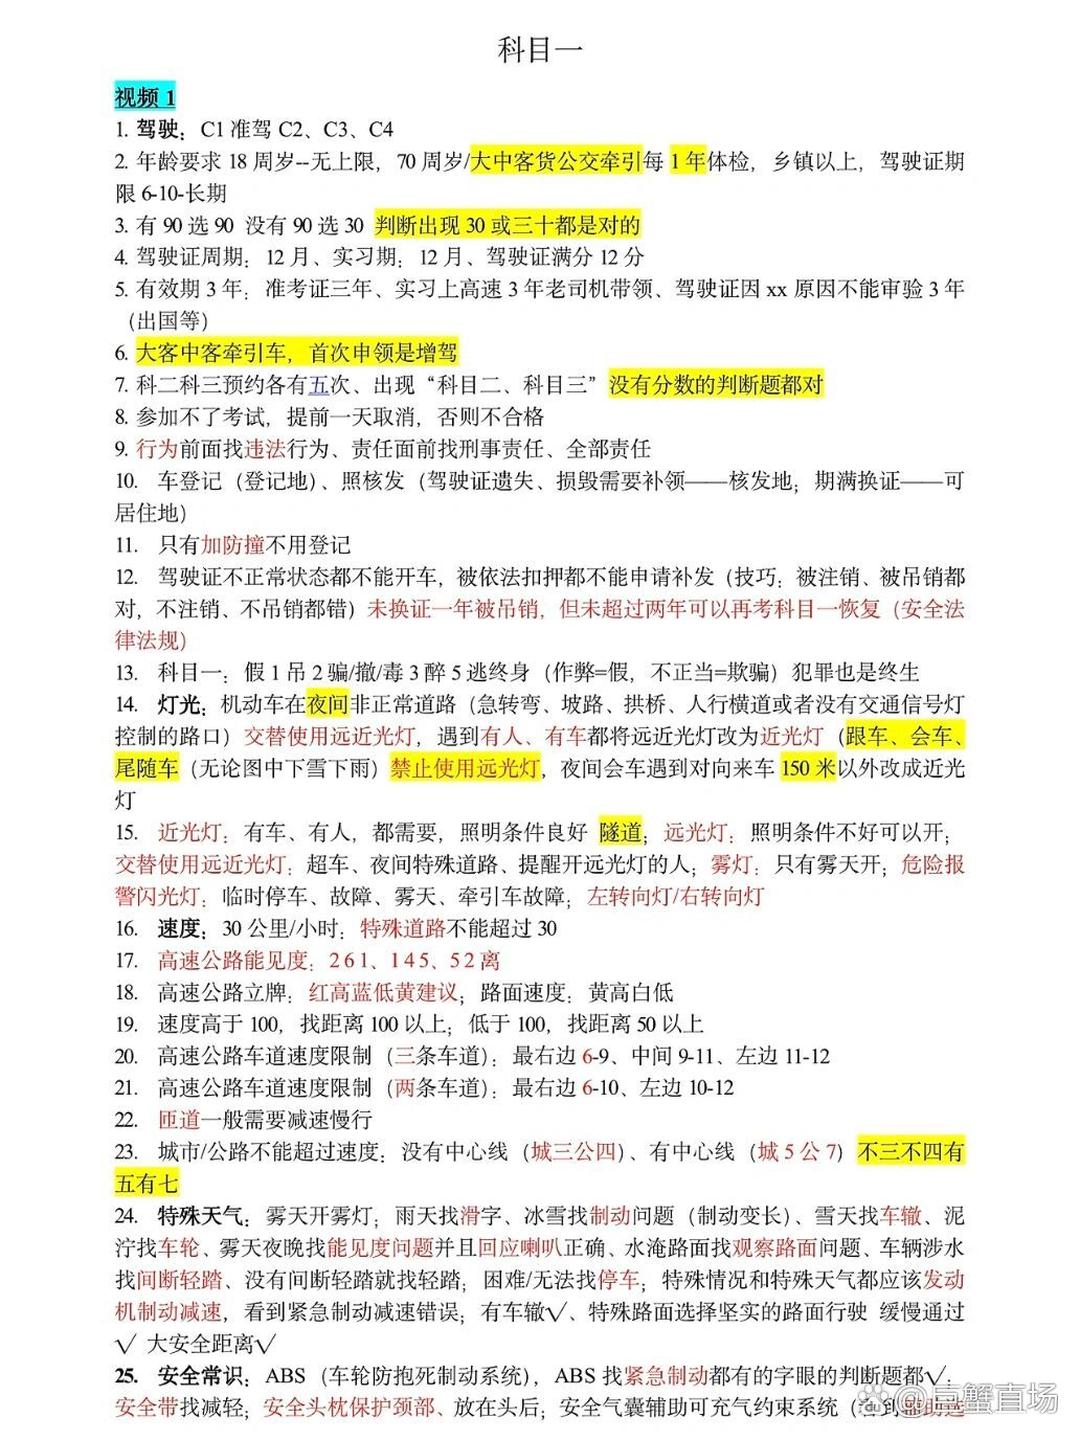 科目一
视频 1
1. 驾驶：C1 准驾 C2、C3、C4
2. 年龄要求 18 周岁--无上限，70 周岁/大中客货公交牵引每 1 年体检，乡镇以上，驾驶证期
限 6-10-长期
3. 有 90 选 90 没有 90 选 30 判断出现 30 或三十都是对的
4. 驾驶证周期：12 月、实习期：12 月、驾驶证满分 12 分
5. 有效期 3 年：准考证三年、实习上高速 3 年老司机带领、驾驶证因 xx 原因不能审验 3 年
（出国等）
6. 大客中客牵引车，首次申领是增驾
7. 科二科三预约各有五次、出现“科目二、科目三”没有分数的判断题都对
8. 参加不了考试，提前一天取消，否则不合格
9. 行为前面找违法行为、责任面前找刑事责任、全部责任
10. 车登记（登记地）、照核发（驾驶证遗失、损毁需要补领——核发地；期满换证——可
居住地）
11. 只有加防撞不用登记
12. 驾驶证不正常状态都不能开车，被依法扣押都不能申请补发（技巧：被注销、被吊销都
对，不注销、不吊销都错）未换证一年被吊销，但未超过两年可以再考科目一恢复（安全法
律法规）
13. 科目一：假 1 吊 2 骗/撤/毒 3 醉 5 逃终身（作弊=假，不正当=欺骗）犯罪也是终生
14. 灯光：机动车在夜间非正常道路（急转弯、坡路、拱桥、人行横道或者没有交通信号灯
控制的路口）交替使用远近光灯，遇到有人、有车都将远近光灯改为近光灯（跟车、会车、
尾随车（无论图中下雪下雨）禁止使用远光灯，夜间会车遇到对向来车 150 米以外改成近光
灯
15. 近光灯：有车、有人，都需要，照明条件良好 隧道；远光灯：照明条件不好可以开；
交替使用远近光灯：超车、夜间特殊道路、提醒开远光灯的人；雾灯：只有雾天开；危险报
警闪光灯：临时停车、故障、雾天、牵引车故障；左转向灯/右转向灯
16. 速度：30 公里/小时：特殊道路不能超过 30
17. 高速公路能见度：2 6 1、1 4 5、5 2 离
18. 高速公路立牌：红高蓝低黄建议；路面速度：黄高白低
19. 速度高于 100，找距离 100 以上；低于 100，找距离 50 以上
20. 高速公路车道速度限制（三条车道）：最右边 6-9、中间 9-11、左边 11-12
21. 高速公路车道速度限制（两条车道）：最右边 6-10、左边 10-12
22. 匝道一般需要减速慢行
23. 城市/公路不能超过速度：没有中心线（城三公四）、有中心线（城 5 公 7）不三不四有
五有七
24. 特殊天气：雾天开雾灯；雨天找滑字、冰雪找制动问题（制动变长）、雪天找车辙、泥
泞找车轮、雾天夜晚找能见度问题并且回应喇叭正确、水淹路面找观察路面问题、车辆涉水
找间断轻踏、没有间断轻踏就找轻踏；困难/无法找停车；特殊情况和特殊天气都应该发动
机制动减速，看到紧急制动减速错误；有车辙√、特殊路面选择坚实的路面行驶 缓慢通过
√ 大安全距离√
25. 安全常识：ABS（车轮防抱死制动系统），ABS 找紧急制动都有的字眼的判断题都√；
安全带找减轻；安全头枕保护颈部、放在头后；安全气囊辅助可充气约束系统（
@巨蟹直场